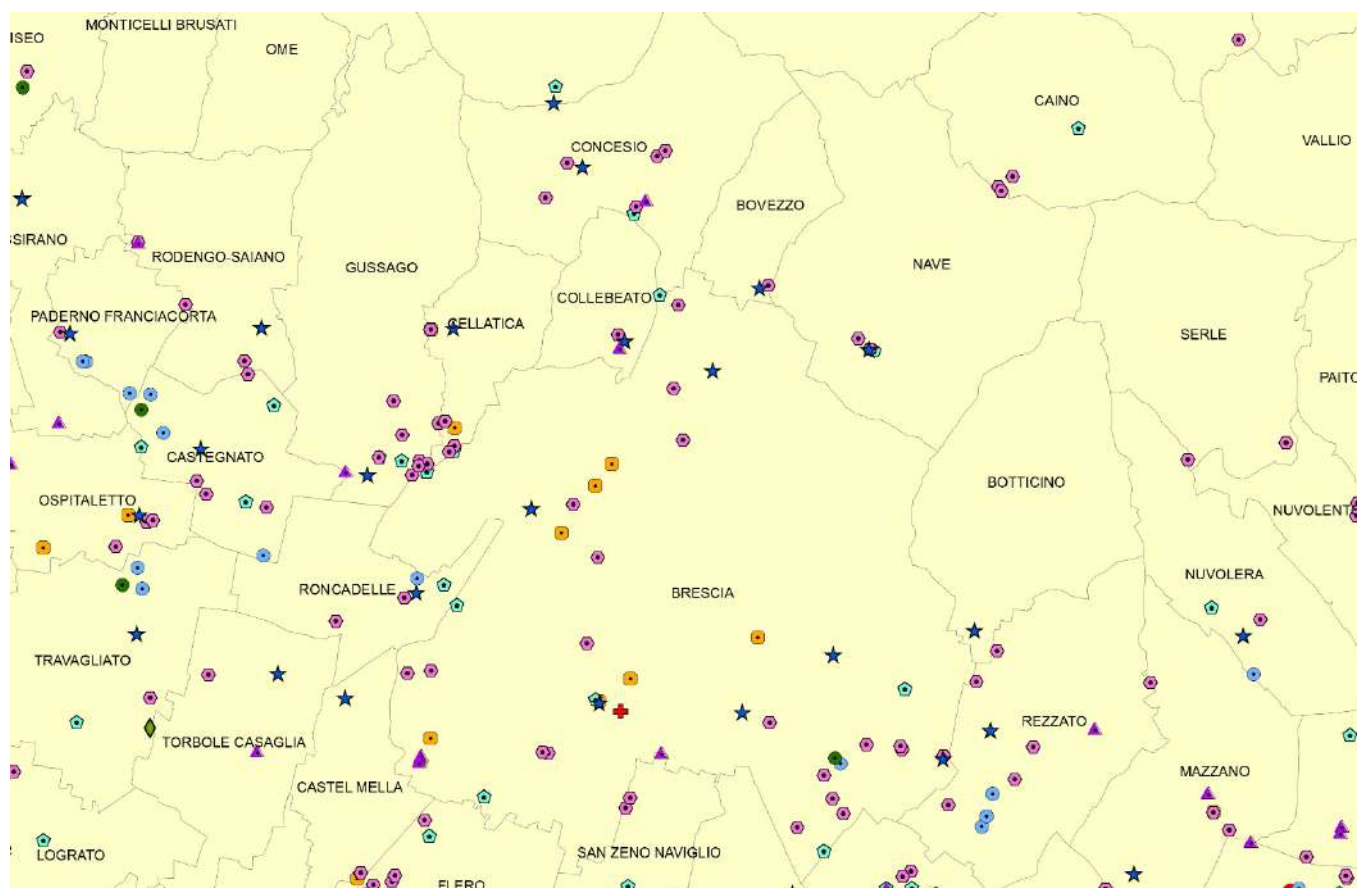 MONTICELLI BRUSATI
ISEO
OME
CAINO
VALLIO
CONCESIO
BOVEZZO
SSIRANO
RODENGO-SAIANO
GUSSAGO
NAVE
COLLEBEATO
PADERNO FRANCIACORTA
CELLATICA
SERLE
PAITO
CASTEGNATO
BOTTICINO
OSPITALETTO
NUVOLENT
NUVOLERA
RONCADELLE
BRESCIA
TRAVAGLIATO
REZZATO
TORBOLE CASAGLIA
MAZZANO
CASTEL MELLA
LOGRATO
SAN ZENO NAVIGLIO
FLERO